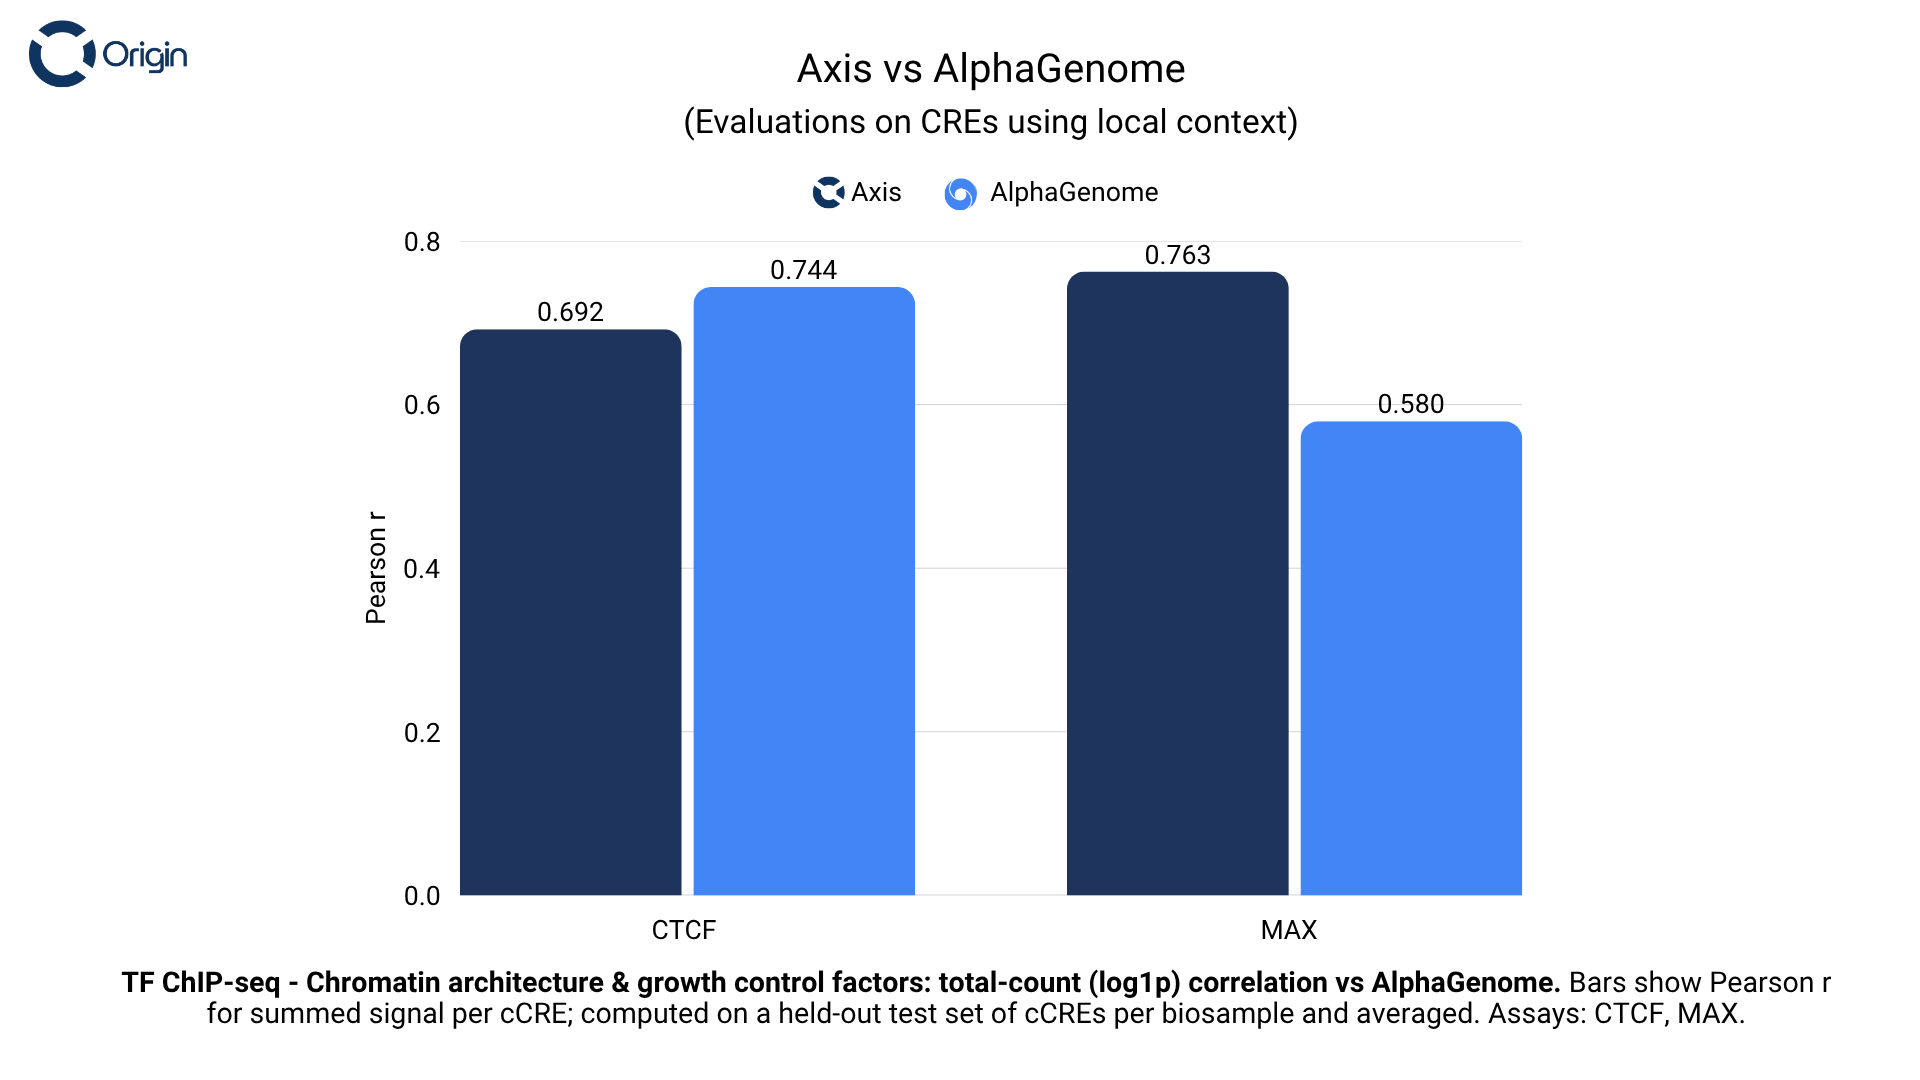 Origin
Axis vs AlphaGenome
(Evaluations on CREs using local context)
Axis AlphaGenome
0.8
0.763
0.744
0.692
0.6
0.580
Pearson r
0.4
0.2
0.0
CTCF MAX
TF ChIP-seq - Chromatin architecture & growth control factors: total-count (log1p) correlation vs AlphaGenome. Bars show Pearson r
for summed signal per cCRE; computed on a held-out test set of cCREs per biosample and averaged. Assays: CTCF, MAX.